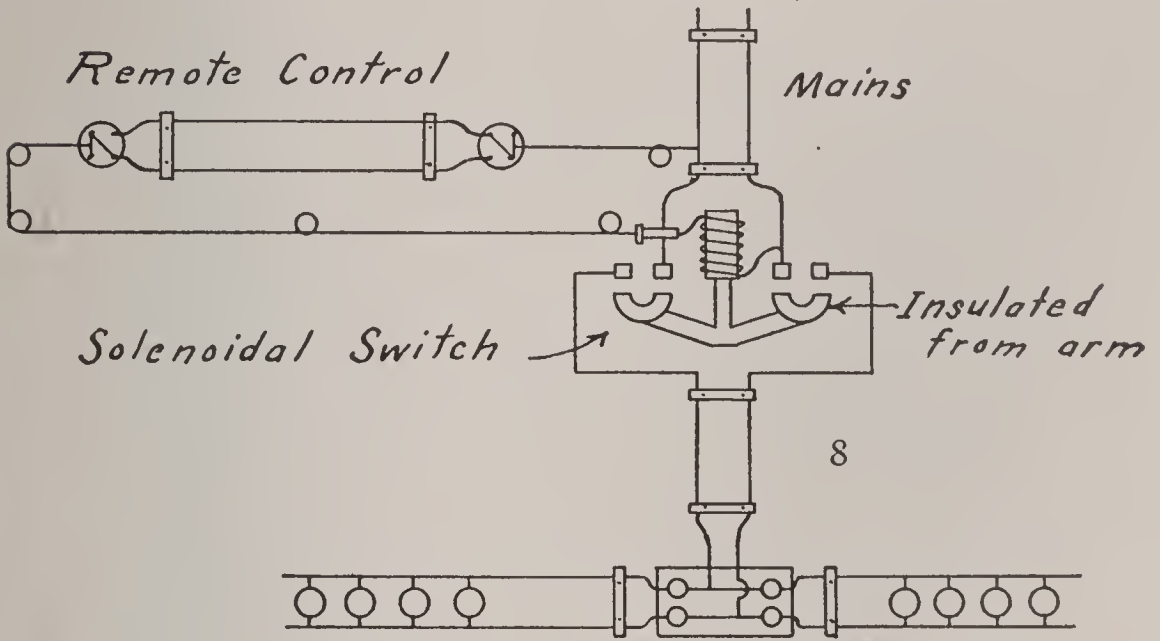 Remote Control
Mains
Solenoidal Switch
Insulated
from arm
8